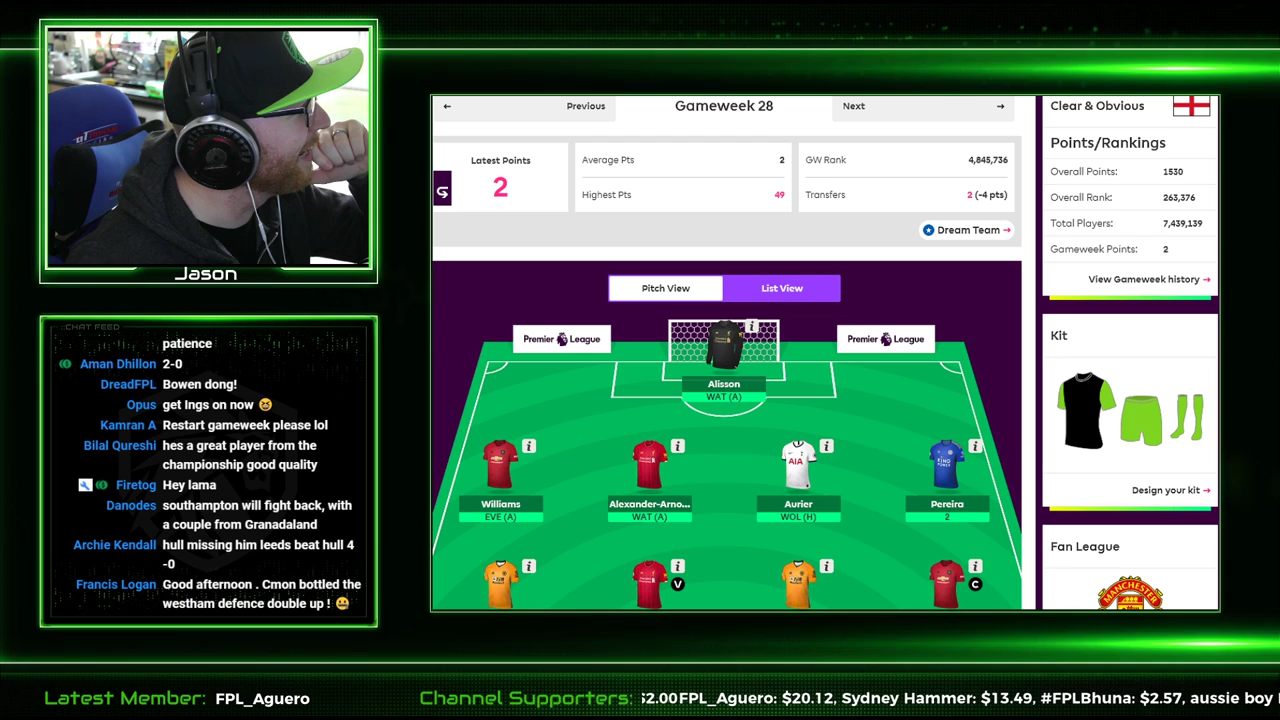 Jason
CHAT FEED
patience
Aman Dhillon 2-0
DreadFPL Bowen dong!
Opus get Ings on now
Kamran A Restart gameweek please lol
Bilal Qureshi hes a great player from the
championship good quality
Firetog Hey lama
Danodes southampton win fight back, with
a couple from Granadaland
Archie Kendall hull missing him leeds beat hull 4
-0
Francis Logan Good afternoon . Cmon bottled the
westham defence double up !
← Previous
Gameweek 28
Next →
Latest Points
2
Average Pts 2
Highest Pts 49
GW Rank 4,845,736
Transfers 2 (-4 pts)
Dream Team →
Pitch View
List View
Premier League
Premier League
Alisson
WAT (A)
Williams
EVE (A)
Alexander-Arno...
WAT (A)
AIA
Aurier
WOL (H)
KING POWER
Pereira
2
V
C
Clear & Obvious
Points/Rankings
Overall Points: 1530
Overall Rank: 263,376
Total Players: 7,439,139
Gameweek Points: 2
View Gameweek history →
Kit
Design your kit →
Fan League
MANCHESTER
Latest Member: FPL_Aguero
Channel Supporters: $2.00FPL_Aguero: $20.12, Sydney Hammer: $13.49, #FPLBhuna: $2.57, aussie boy